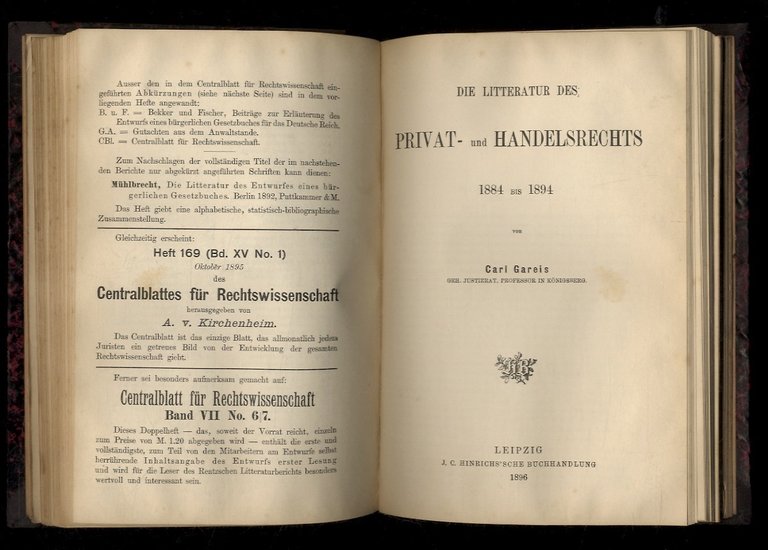 Ausser den in dem Centralblatt für Rechtswissenschaft ein-
geführten Abkürzungen (siehe nächste Seite) sind in dem vor-
liegenden Hefte angewandt:
B. u. F. = Bekker und Fischer, Beiträge zur Erläuterung des
Entwurfs eines bürgerlichen Gesetzbuches für das Deutsche Reich.
G.A. = Gutachten aus dem Anwaltstande.
CBl. = Centralblatt für Rechtswissenschaft.
Zum Nachschlagen der vollständigen Titel der im nachstehen-
den Berichte nur abgekürzt angeführten Schriften kann dienen:
Mühlbrecht, Die Litteratur des Entwurfes eines bür-
gerlichen Gesetzbuches. Berlin 1892, Puttkammer & M.
Das Heft giebt eine alphabetische, statistisch-bibliographische
Zusammenstellung.
Gleichzeitig erscheint:
Heft 169 (Bd. XV No. 1)
Oktober 1895
des
Centralblattes für Rechtswissenschaft
herausgegeben von
A. v. Kirchenheim.
Das Centralblatt ist das einzige Blatt, das allmonatlich jedem
Juristen ein getreues Bild von der Entwicklung der gesamten
Rechtswissenschaft giebt.
Ferner sei besonders aufmerksam gemacht auf:
Centralblatt für Rechtswissenschaft
Band VII No. 6/7.
Dieses Doppelheft — das, soweit der Vorrat reicht, einzeln
zum Preise von M. 1.20 abgegeben wird — enthält die erste und
vollständigste, zum Teil von den Mitarbeitern am Entwurfe selbst
herrührende Inhaltsangabe des Entwurfs erster Lesung
und wird für die Leser des Rentzschen Litteraturberichts besonders
wertvoll und interessant sein.
DIE LITTERATUR DES
PRIVAT- und HANDELSRECHTS
1884 BIS 1894
VON
Carl Gareis
GEH. JUSTIZRAT, PROFESSOR IN KÖNIGSBERG.
LEIPZIG
J. C. HINRICHS'SCHE BUCHHANDLUNG
1896